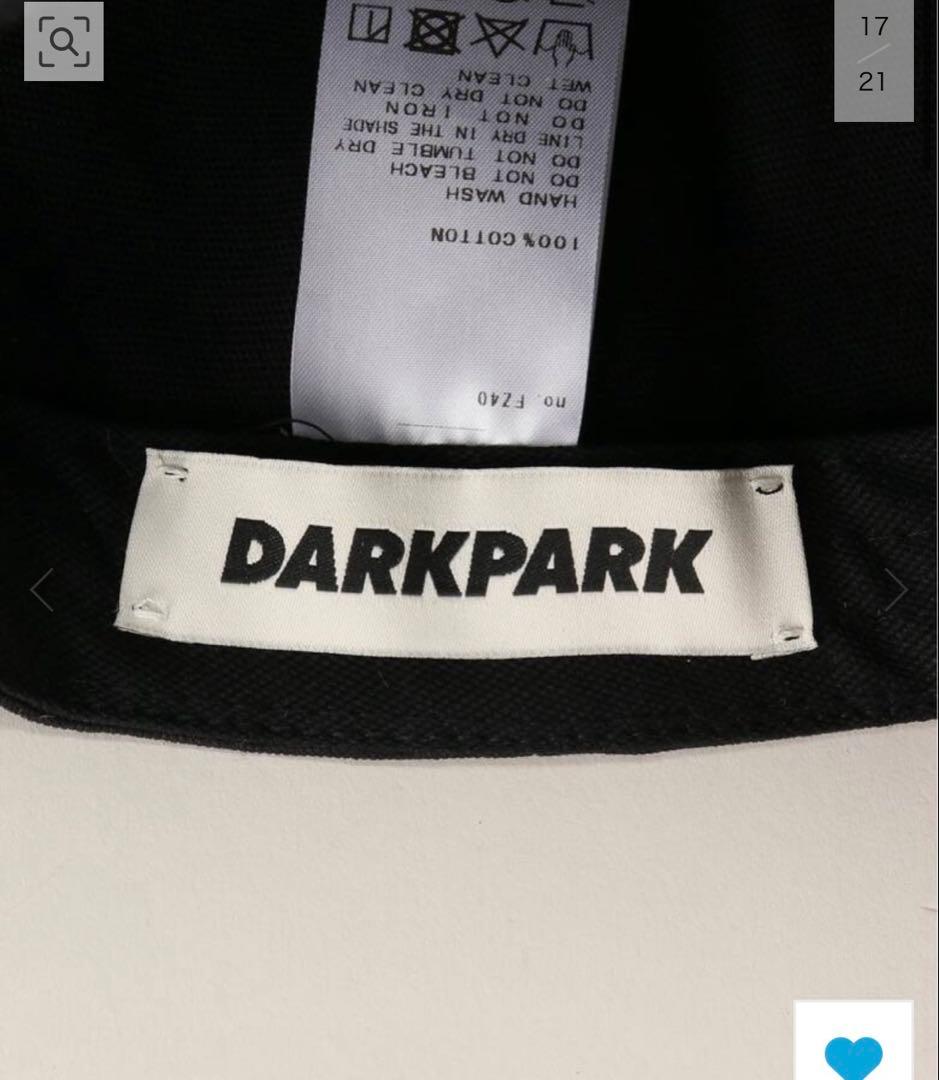 17
21
WET CLEAN
DO NOT DRY CLEAN
DO NOT IRON
LINE DRY IN THE SHADE
DO NOT TUMBLE DRY
DO NOT BLEACH
HAND WASH
100% COTTON
no. FZ40
DARKPARK